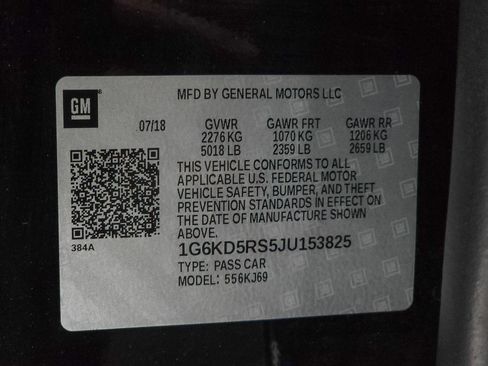 GM
MFD BY GENERAL MOTORS LLC
07/18 GVWR GAWR FRT GAWR RR
2276 KG 1070 KG 1206 KG
5018 LB 2359 LB 2659 LB
THIS VEHICLE CONFORMS TO ALL
APPLICABLE U.S. FEDERAL MOTOR
VEHICLE SAFETY, BUMPER, AND THEFT
PREVENTION STANDARDS IN EFFECT ON
THE DATE OF MANUFACTURE SHOWN
ABOVE.
384A
1G6KD5RS5JU153825
TYPE: PASS CAR
MODEL: 556KJ69